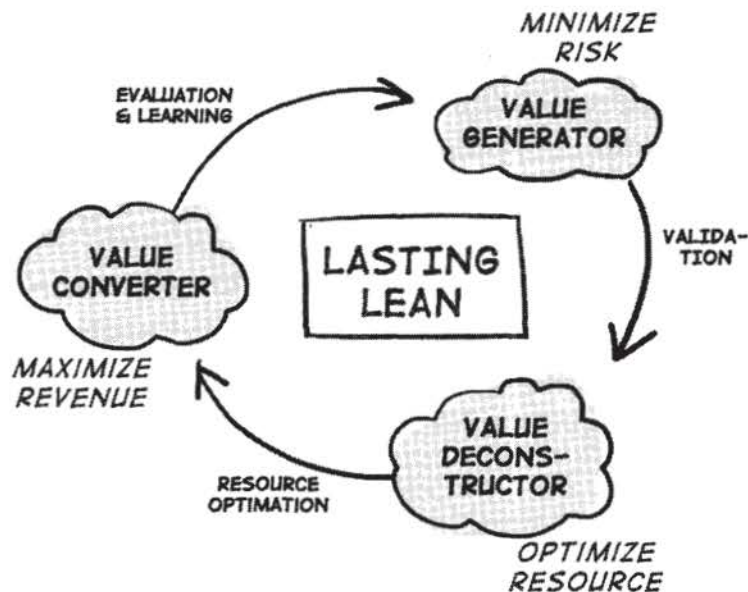 MINIMIZE
RISK
EVALUATION
& LEARNING
VALUE
GENERATOR
VALUE
CONVERTER
LASTING
LEAN
VALIDA-
TION
MAXIMIZE
REVENUE
VALUE
DECONS-
TRUCTOR
RESOURCE
OPTIMATION
OPTIMIZE
RESOURCE